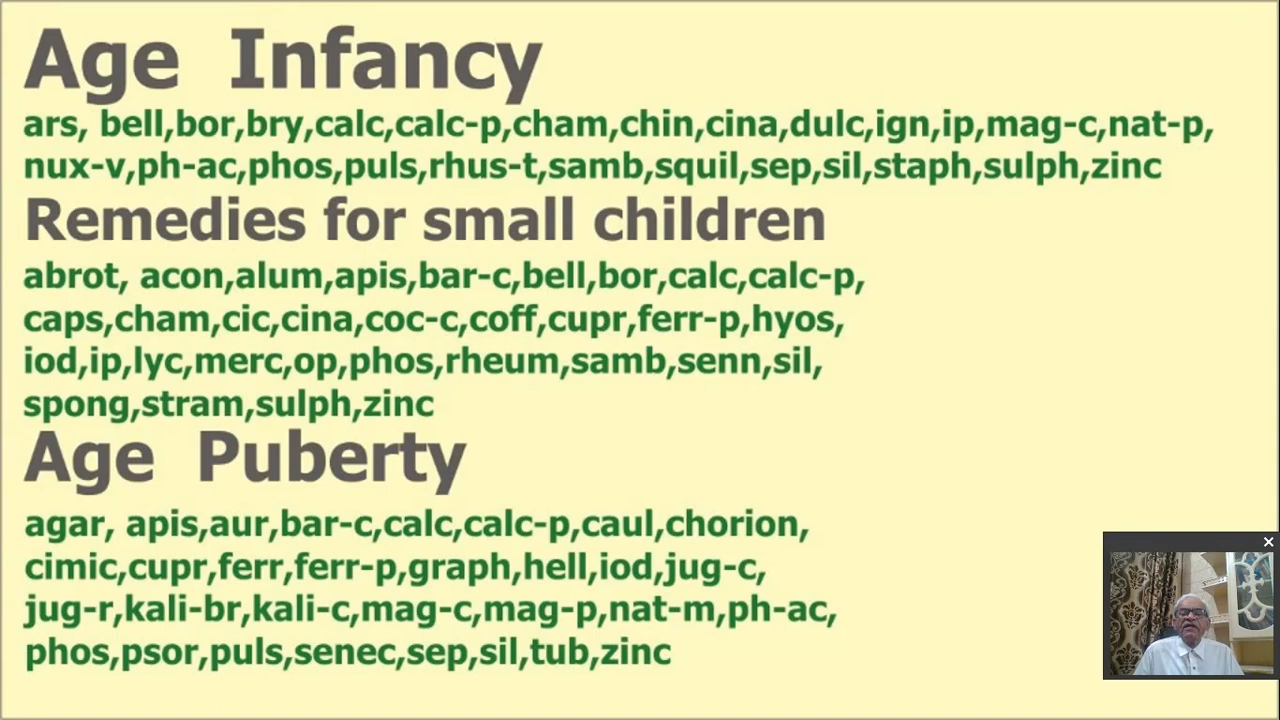 Age Infancy
ars, bell,bor,bry,calc,calc-p,cham,chin,cina,dulc,ign,ip,mag-c,nat-p,
nux-v,ph-ac,phos,puls,rhus-t,samb,squil,sep,sil,staph,sulph,zinc
Remedies for small children
abrot, acon,alum,apis,bar-c,bell,bor,calc,calc-p,
caps,cham,cic,cina,coc-c,coff,cupr,ferr-p,hyos,
iod,ip,lyc,merc,op,phos,rheum,samb,senn,sil,
spong,stram,sulph,zinc
Age Puberty
agar, apis,aur,bar-c,calc,calc-p,caul,chorion,
cimic,cupr,ferr,ferr-p,graph,hell,iod,jug-c,
jug-r,kali-br,kali-c,mag-c,mag-p,nat-m,ph-ac,
phos,psor,puls,senec,sep,sil,tub,zinc